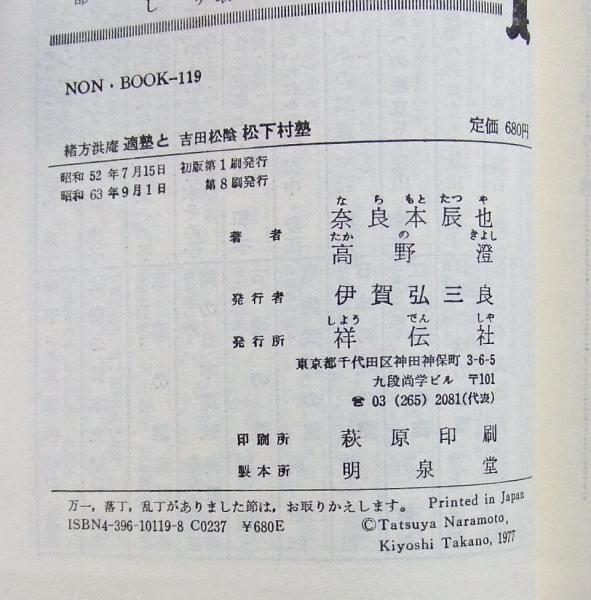 NON・BOOK-119
緒方洪庵 適塾と 吉田松陰 松下村塾 定価 680円
昭和 52 年 7月15日 初版第1刷発行
昭和 63年 9月1日 第8刷発行
なら もと たつ や
著者 奈良本辰也
たか の きよし
高野澄
発行者 伊賀弘三良
しよう でん しや
発行所 祥伝社
東京都千代田区神田神保町 3-6-5
九段尚学ビル 〒101
☎ 03 (265) 2081(代表)
印刷所 萩原印刷
製本所 明泉堂
万一,落丁,乱丁がありました節は,お取りかえします。 Printed in Japan
ISBN4-396-10119-8 C0237 ¥680E
©Tatsuya Naramoto,
Kiyoshi Takano, 1977